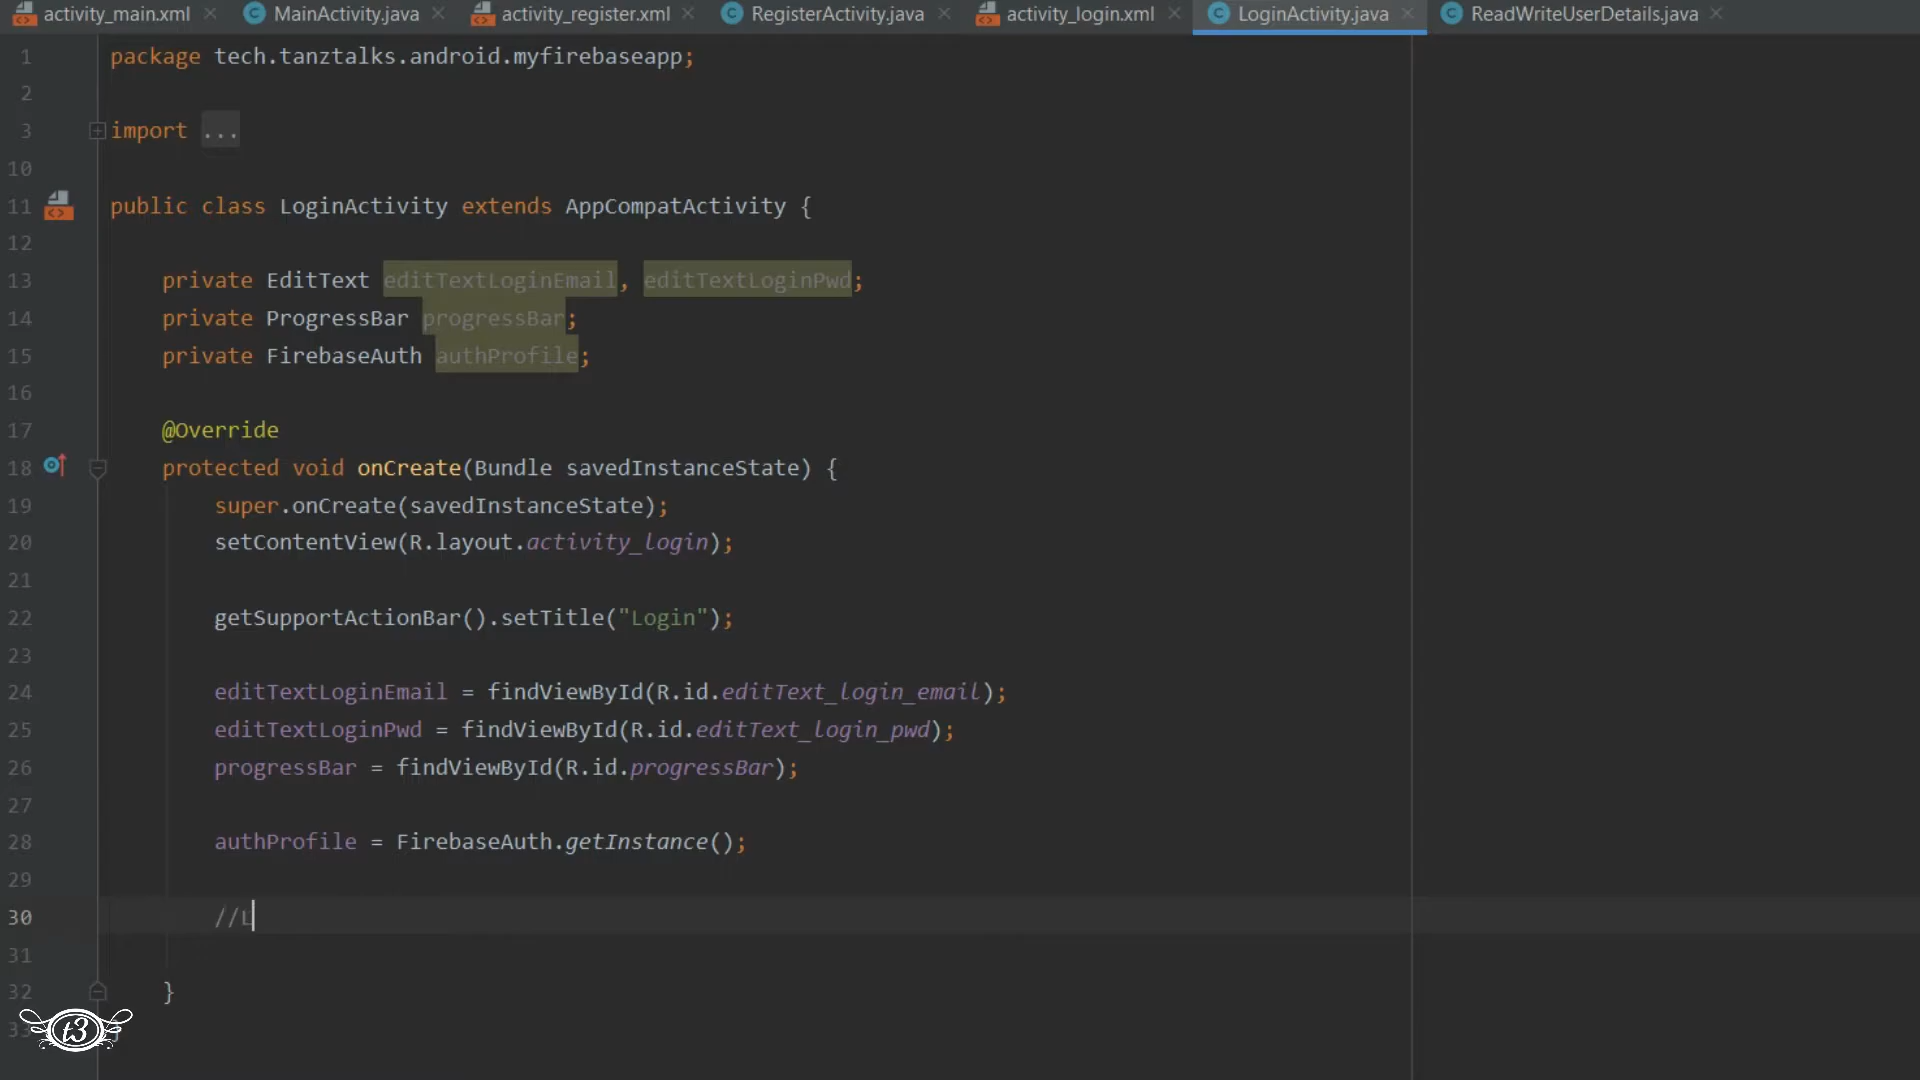 activity_main.xml MainActivity.java activity_register.xml RegisterActivity.java activity_login.xml LoginActivity.java ReadWriteUserDetails.java
1 package tech.tanztalks.android.myfirebaseapp;
2
3 import ...
10
11 public class LoginActivity extends AppCompatActivity {
12
13 private EditText editTextLoginEmail, editTextLoginPwd;
14 private ProgressBar progressBar;
15 private FirebaseAuth authProfile;
16
17 @Override
18 protected void onCreate(Bundle savedInstanceState) {
19 super.onCreate(savedInstanceState);
20 setContentView(R.layout.activity_login);
21
22 getSupportActionBar().setTitle("Login");
23
24 editTextLoginEmail = findViewById(R.id.editText_login_email);
25 editTextLoginPwd = findViewById(R.id.editText_login_pwd);
26 progressBar = findViewById(R.id.progressBar);
27
28 authProfile = FirebaseAuth.getInstance();
29
30 //L
31
32 }
33 }
t3